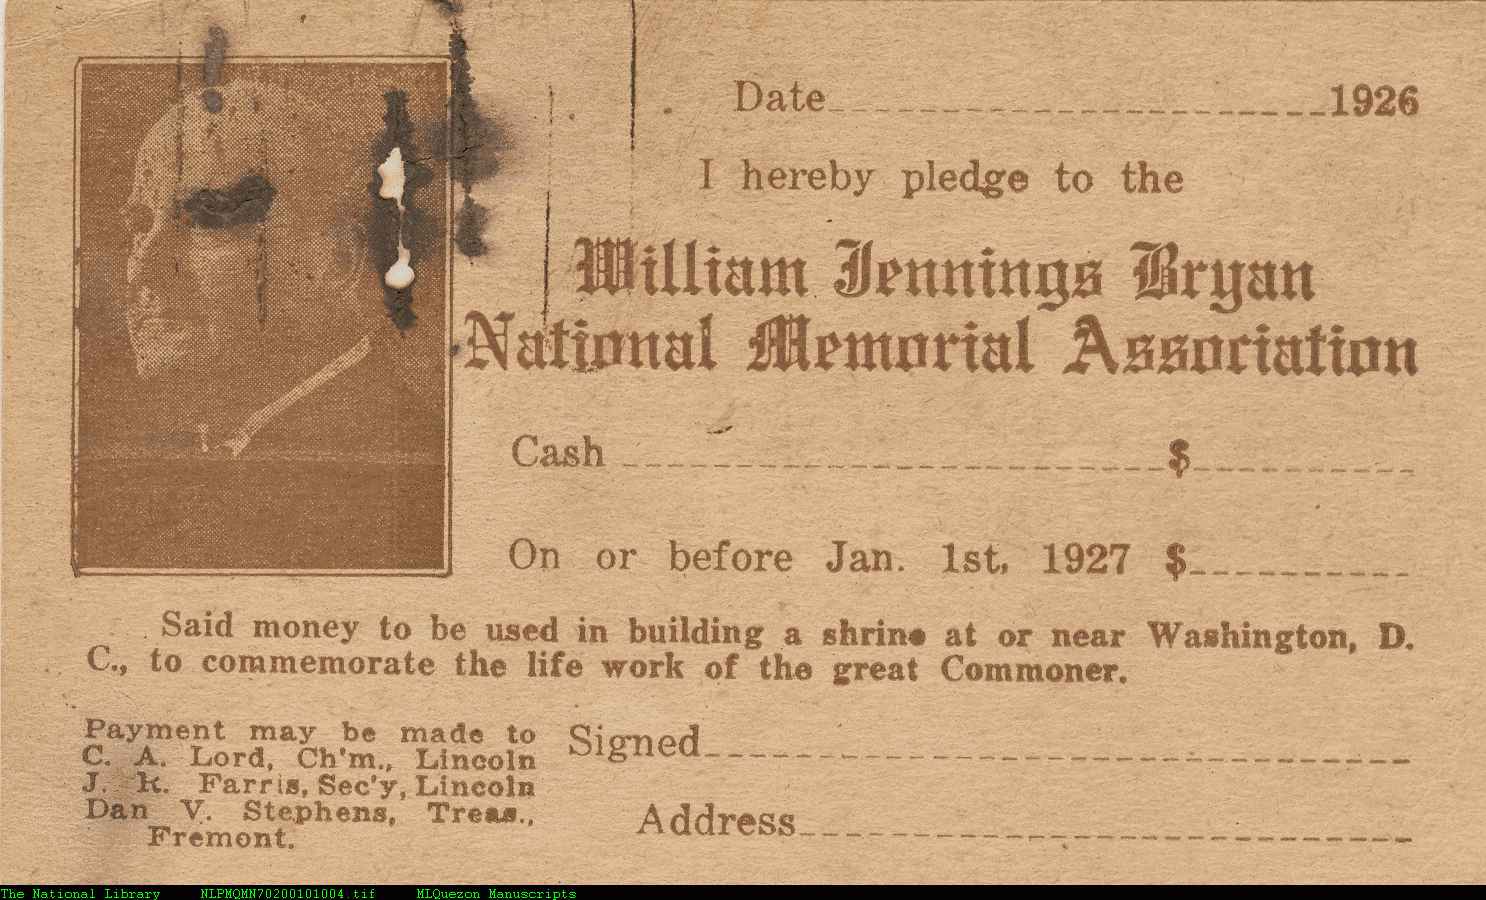 Date 1926
I hereby pledge to the
William Jennings Bryan
National Memorial Association
Cash $
On or before Jan. 1st, 1927 $
Said money to be used in building a shrine at or near Washington, D.
C., to commemorate the life work of the great Commoner.
Payment may be made to
C. A. Lord, Ch'm., Lincoln
J. R. Farris, Sec'y, Lincoln
Dan V. Stephens, Treas.,
Fremont.
Signed
Address
The National Library NLPMQMN70200101004.tif MLQuezon Manuscripts